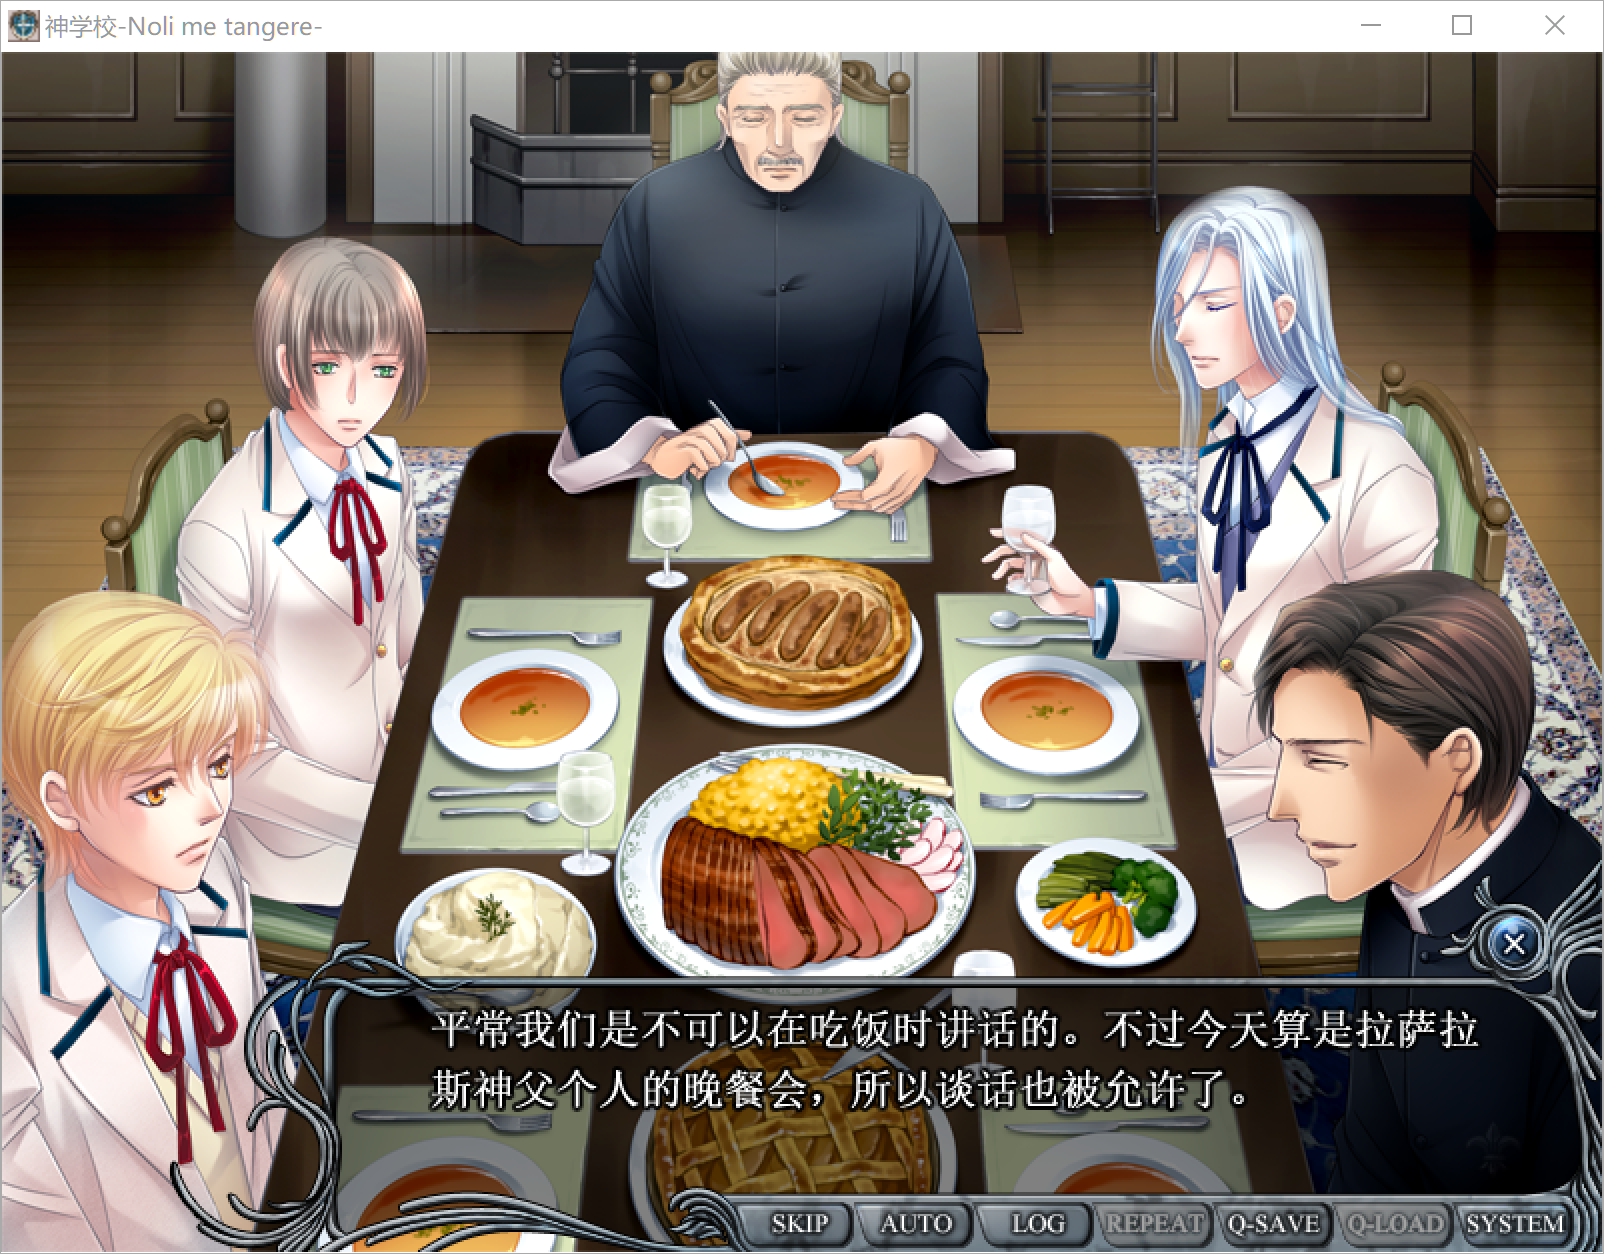 神学校-Noli me tangere-
平常我们是不可以在吃饭时讲话的。不过今天算是拉萨拉
斯神父个人的晚餐会，所以谈话也被允许了。
SKIP AUTO LOG REPEAT Q-SAVE Q-LOAD SYSTEM